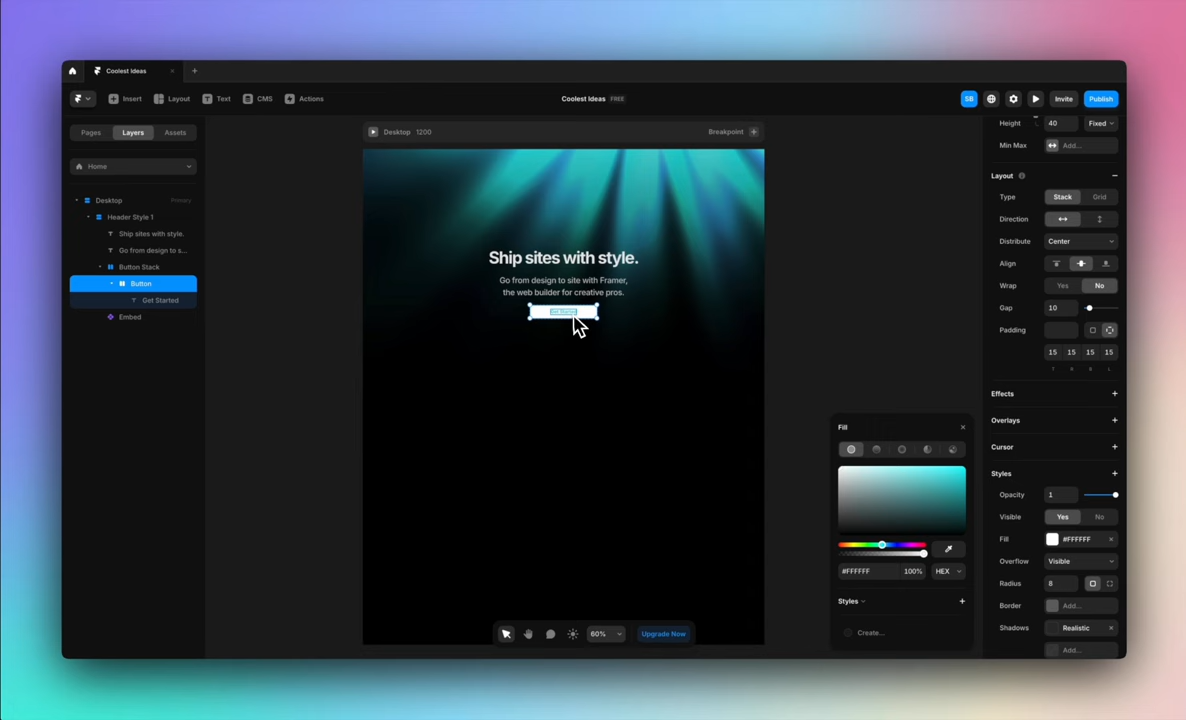 Coolest Ideas
Insert
Layout
Text
CMS
Actions
Coolest Ideas FREE
SB
Invite
Publish
Pages
Layers
Assets
Home
Desktop Primary
Header Style 1
Ship sites with style.
Go from design to s...
Button Stack
Button
Get Started
Embed
Desktop 1200
Breakpoint
Ship sites with style.
Go from design to site with Framer,
the web builder for creative pros.
Get Started
60%
Upgrade Now
Fill
#FFFFFF 100% HEX
Styles
Create...
Height 40 Fixed
Min Max Add...
Layout
Type Stack Grid
Direction
Distribute Center
Align
Wrap Yes No
Gap 10
Padding
15 15 15 15
T R B L
Effects
Overlays
Cursor
Styles
Opacity 1
Visible Yes No
Fill #FFFFFF
Overflow Visible
Radius 8
Border Add...
Shadows Realistic
Add...